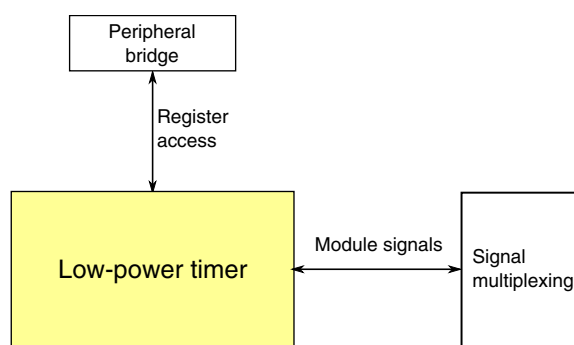 Peripheral
bridge
Register
access
Low-power timer
Module signals
Signal
multiplexing